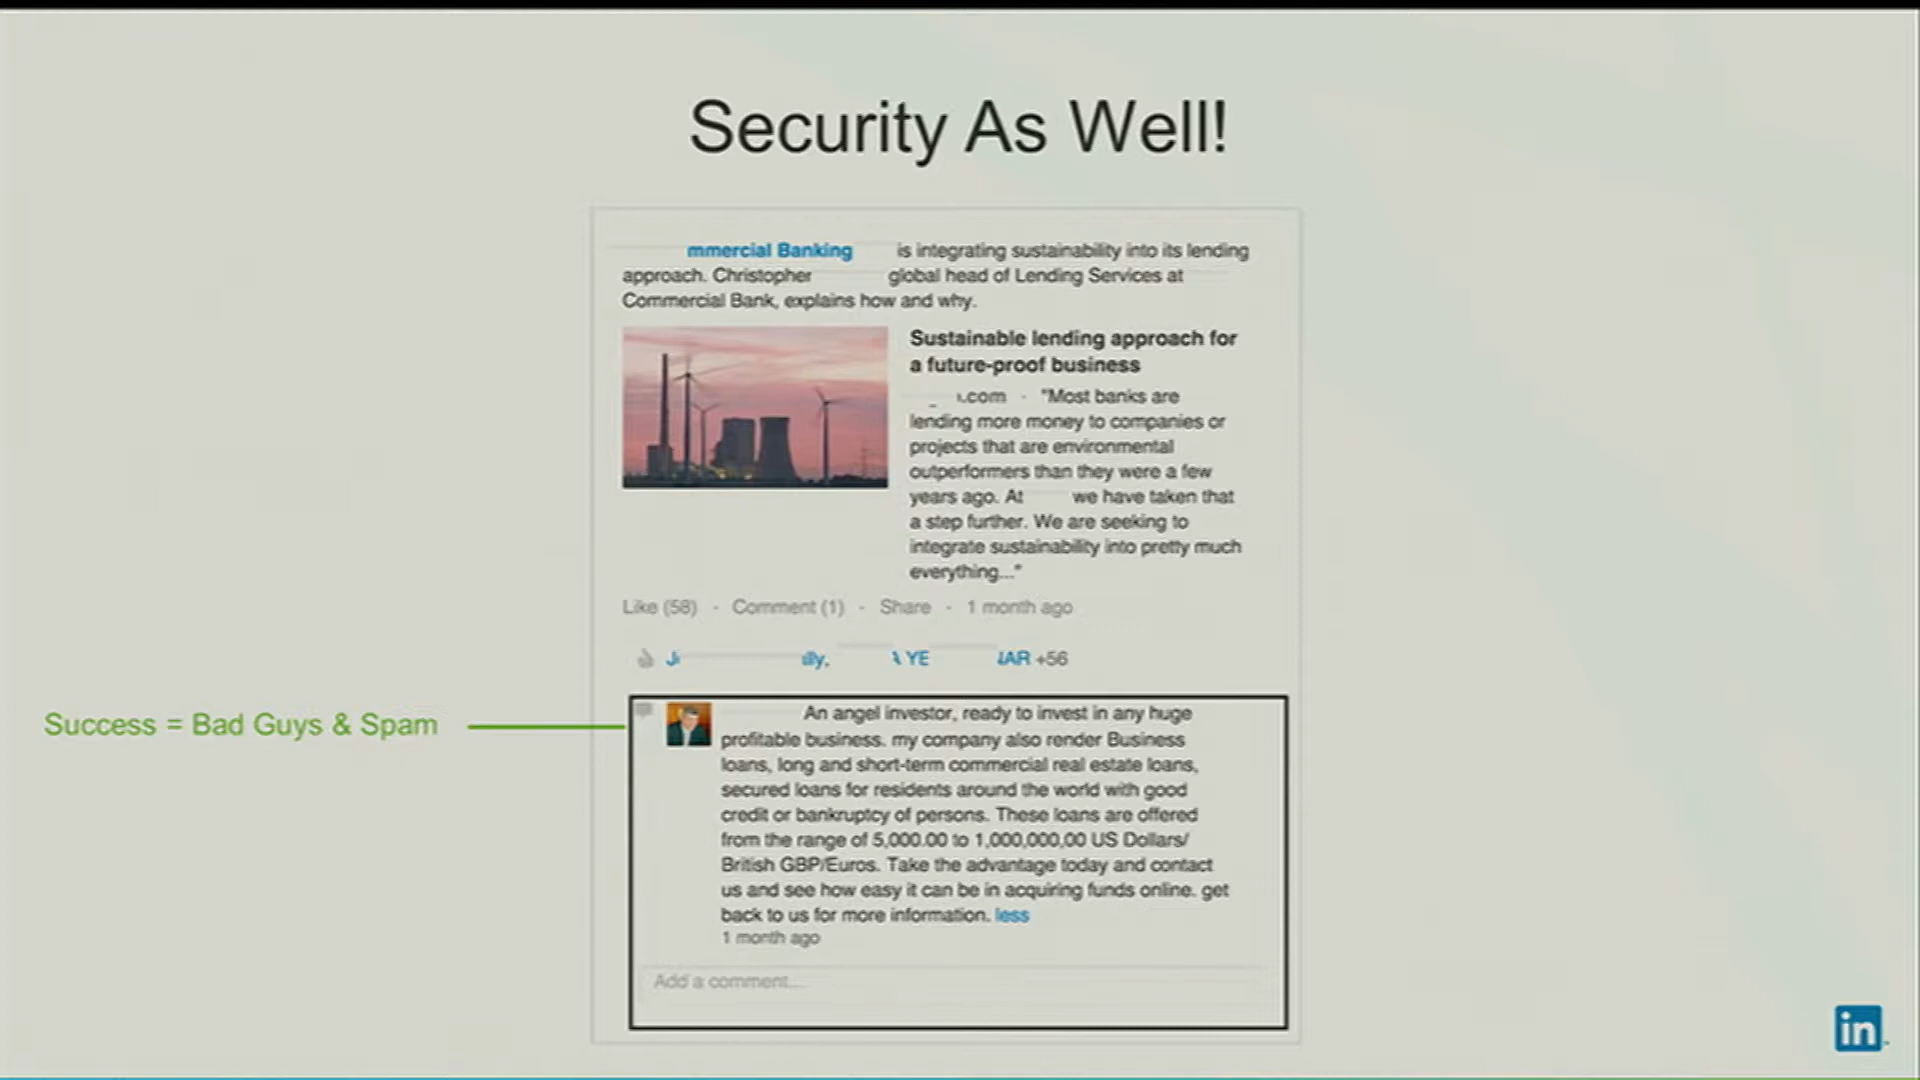 Security As Well!
mmercial Banking is integrating sustainability into its lending
approach. Christopher global head of Lending Services at
Commercial Bank, explains how and why.
Sustainable lending approach for
a future-proof business
.com · "Most banks are
lending more money to companies or
projects that are environmental
outperformers than they were a few
years ago. At we have taken that
a step further. We are seeking to
integrate sustainability into pretty much
everything..."
Like (58) · Comment (1) · Share · 1 month ago
lly, YE AR +56
Success = Bad Guys & Spam
An angel investor, ready to invest in any huge
profitable business. my company also render Business
loans, long and short-term commercial real estate loans,
secured loans for residents around the world with good
credit or bankruptcy of persons. These loans are offered
from the range of 5,000.00 to 1,000,000,00 US Dollars/
British GBP/Euros. Take the advantage today and contact
us and see how easy it can be in acquiring funds online. get
back to us for more information. less
1 month ago
Add a comment...
in